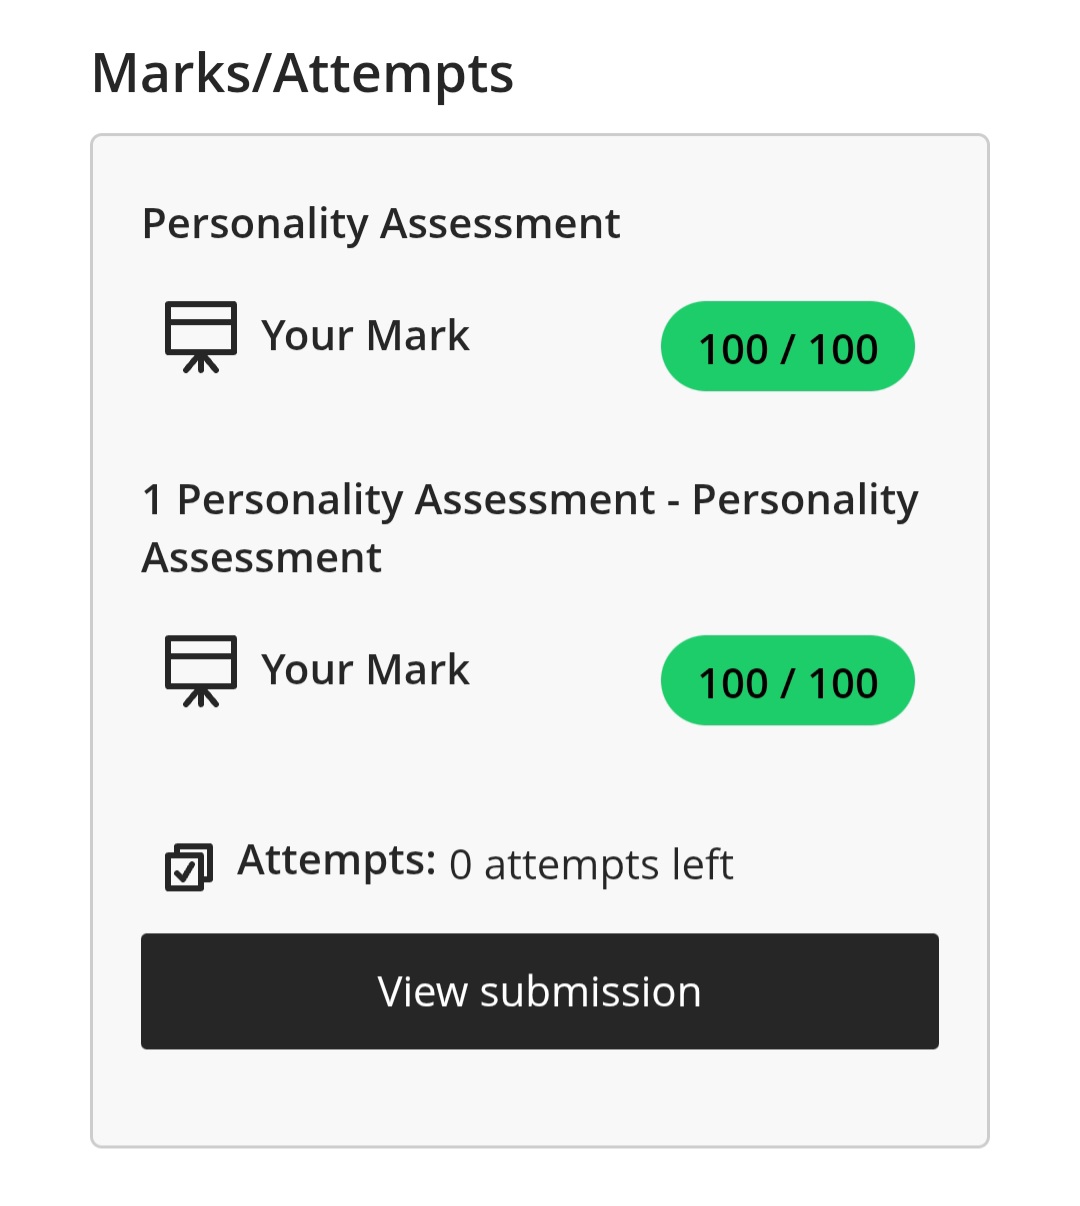 Marks/Attempts
Personality Assessment
Your Mark
100 / 100
1 Personality Assessment - Personality
Assessment
Your Mark
100 / 100
Attempts: 0 attempts left
View submission